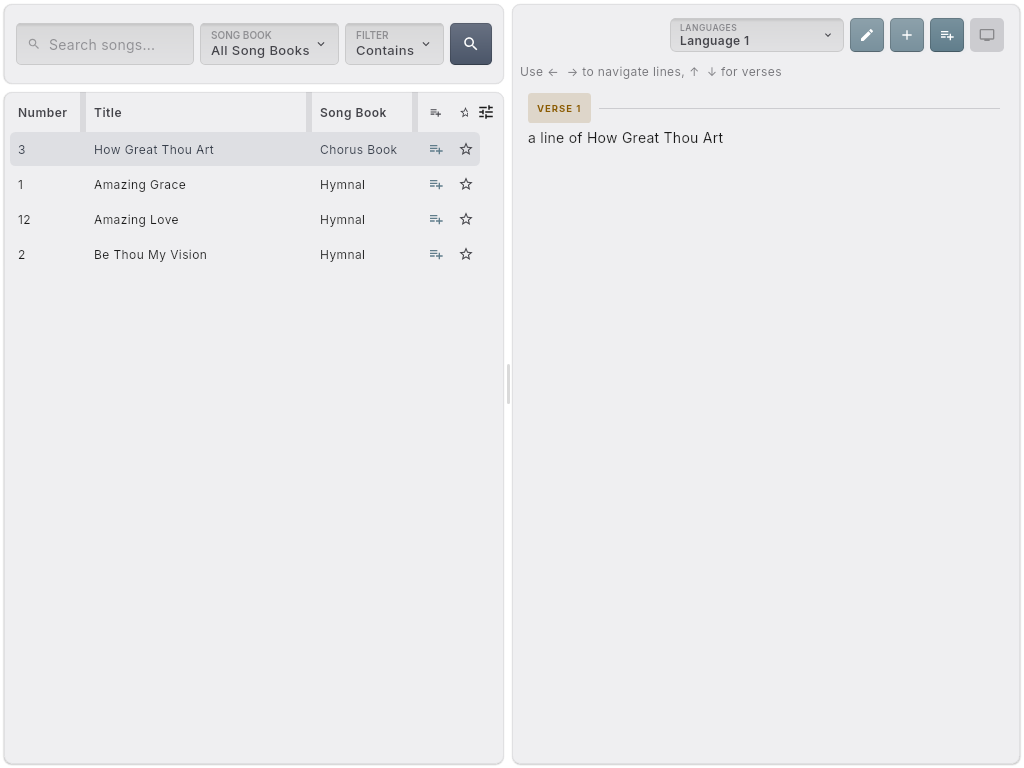 Search songs...
SONG BOOK
All Song Books
FILTER
Contains
Number Title Song Book
3 How Great Thou Art Chorus Book
1 Amazing Grace Hymnal
12 Amazing Love Hymnal
2 Be Thou My Vision Hymnal
LANGUAGES
Language 1
Use ← → to navigate lines, ↑ ↓ for verses
VERSE 1
a line of How Great Thou Art